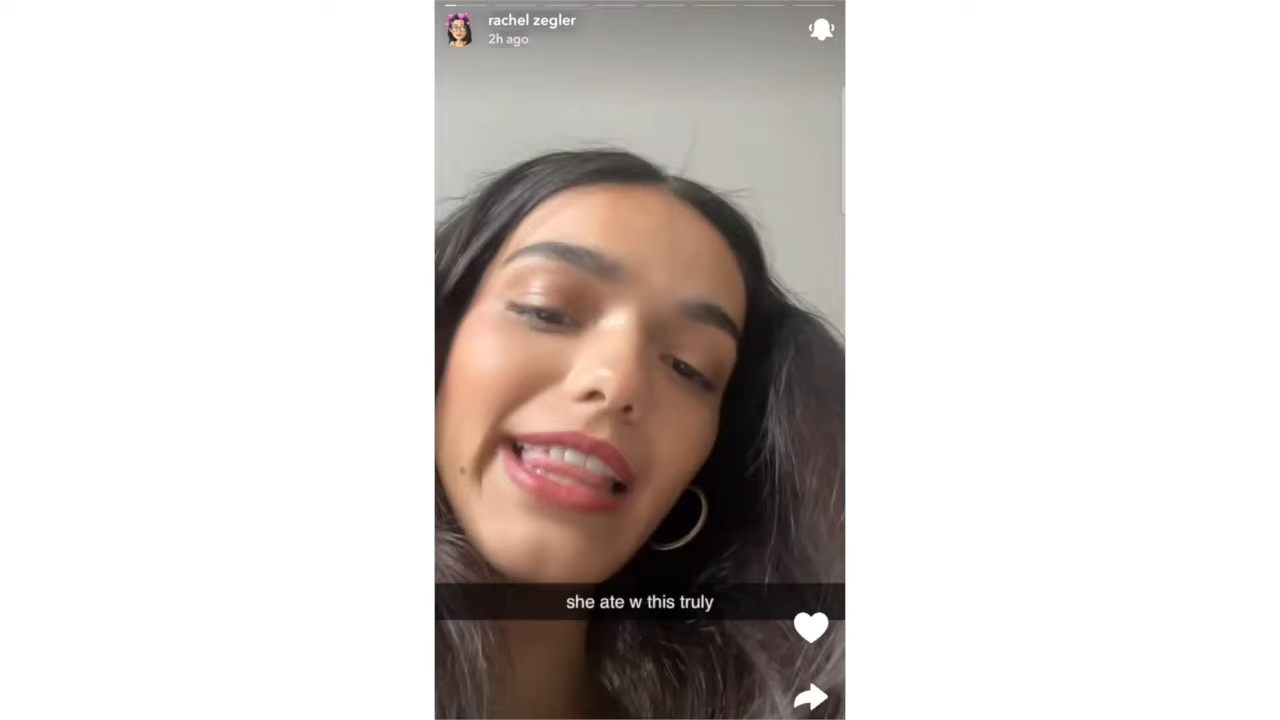 rachel zegler
2h ago
she ate w this truly